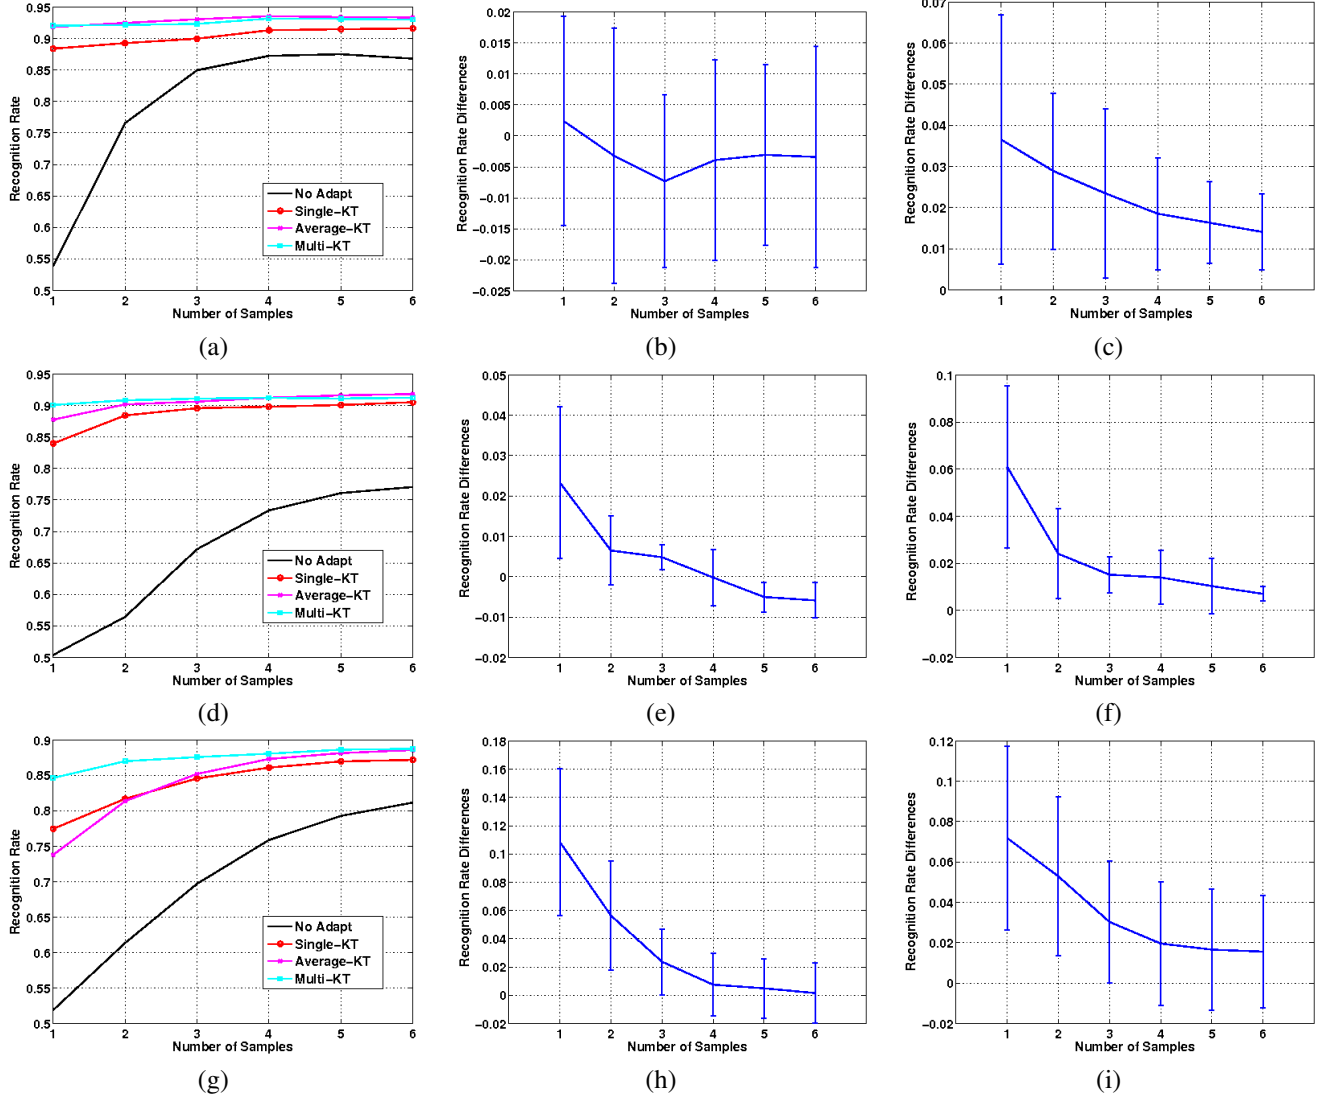 0.95
0.9
0.85
0.8
0.75
0.7
0.65
0.6
0.55
0.5
Recognition Rate
No Adapt
Single-KT
Average-KT
Multi-KT
1 2 3 4 5 6
Number of Samples
(a)
0.02
0.015
0.01
0.005
0
−0.005
−0.01
−0.015
−0.02
−0.025
Recognition Rate Differences
1 2 3 4 5 6
Number of Samples
(b)
0.07
0.06
0.05
0.04
0.03
0.02
0.01
0
Recognition Rate Differences
1 2 3 4 5 6
Number of Samples
(c)
0.95
0.9
0.85
0.8
0.75
0.7
0.65
0.6
0.55
0.5
Recognition Rate
No Adapt
Single-KT
Average-KT
Multi-KT
1 2 3 4 5 6
Number of Samples
(d)
0.05
0.04
0.03
0.02
0.01
0
−0.01
−0.02
Recognition Rate Differences
1 2 3 4 5 6
Number of Samples
(e)
0.1
0.08
0.06
0.04
0.02
0
−0.02
Recognition Rate Differences
1 2 3 4 5 6
Number of Samples
(f)
0.9
0.85
0.8
0.75
0.7
0.65
0.6
0.55
0.5
Recognition Rate
No Adapt
Single-KT
Average-KT
Multi-KT
1 2 3 4 5 6
Number of Samples
(g)
0.18
0.16
0.14
0.12
0.1
0.08
0.06
0.04
0.02
0
−0.02
Recognition Rate Differences
1 2 3 4 5 6
Number of Samples
(h)
0.12
0.1
0.08
0.06
0.04
0.02
0
−0.02
Recognition Rate Differences
1 2 3 4 5 6
Number of Samples
(i)